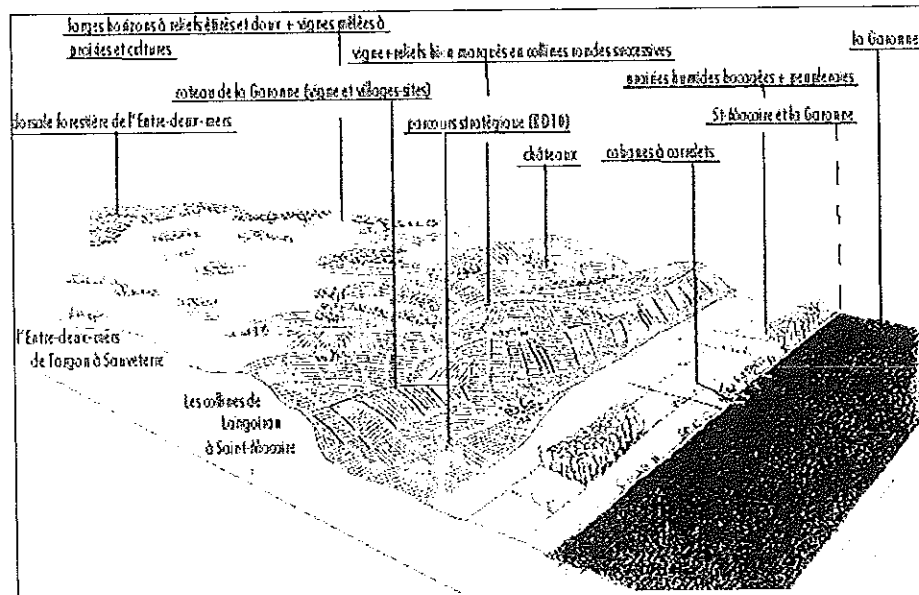 larges horizons à reliefs étirés et doux + vignes mêlées à
prairies et cultures
la Garonne
vigne + reliefs bien marqués en collines rondes successives
prairies humides bocagées + peupleraies
coteau de la Garonne (vigne et villages-sites)
St-Macaire et la Garonne
dorsale forestière de l'Entre-deux-mers
parcours stratégique (RD10)
châteaux
cabanes à carrelets
l'Entre-deux-mers
de Targon à Sauveterre
Les collines de
Langoiran
à Saint-Macaire